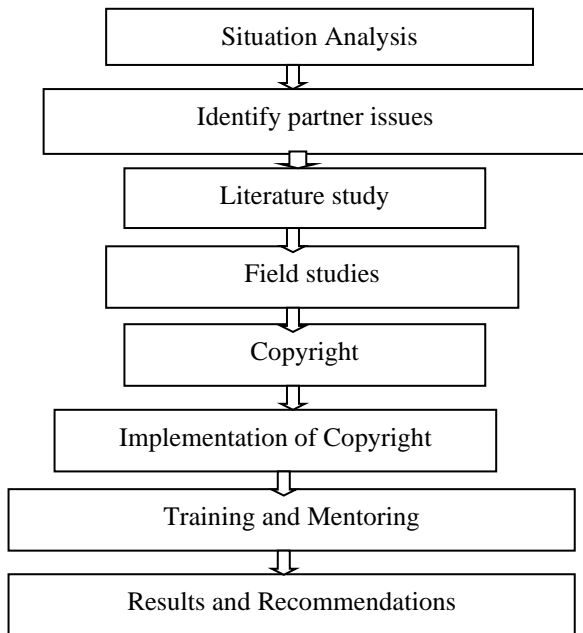 Situation Analysis
Identify partner issues
Literature study
Field studies
Copyright
Implementation of Copyright
Training and Mentoring
Results and Recommendations